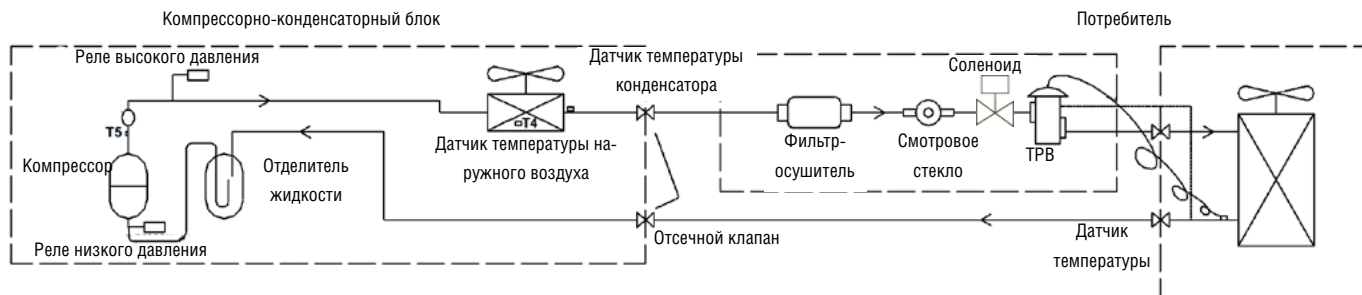 Компрессорно-конденсаторный блок
Потребитель
Реле высокого давления
Датчик температуры
конденсатора
Соленоид
T5
T4
Компрессор
Отделитель
жидкости
Датчик температуры на-
ружного воздуха
Фильтр-
осушитель
Смотровое
стекло
ТРВ
Реле низкого давления
Отсечной клапан
Датчик
температуры